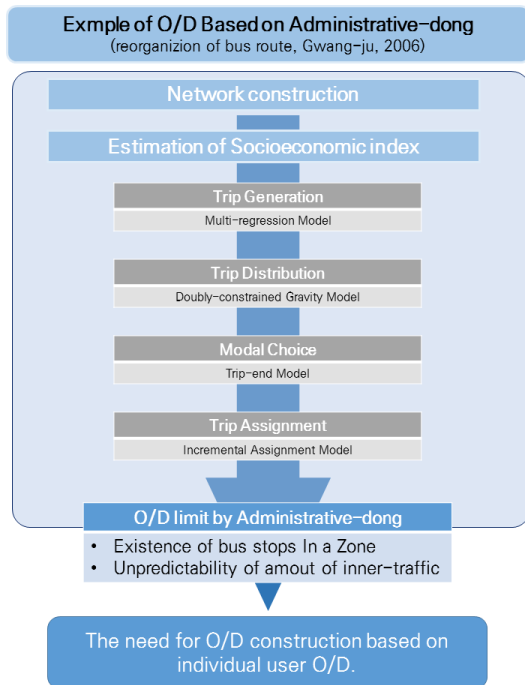 Exmple of O/D Based on Administrative-dong
(reorganizion of bus route, Gwang-ju, 2006)
Network construction
Estimation of Socioeconomic index
Trip Generation
Multi-regression Model
Trip Distribution
Doubly-constrained Gravity Model
Modal Choice
Trip-end Model
Trip Assignment
Incremental Assignment Model
O/D limit by Administrative-dong
• Existence of bus stops In a Zone
• Unpredictability of amout of inner-traffic
The need for O/D construction based on
individual user O/D.